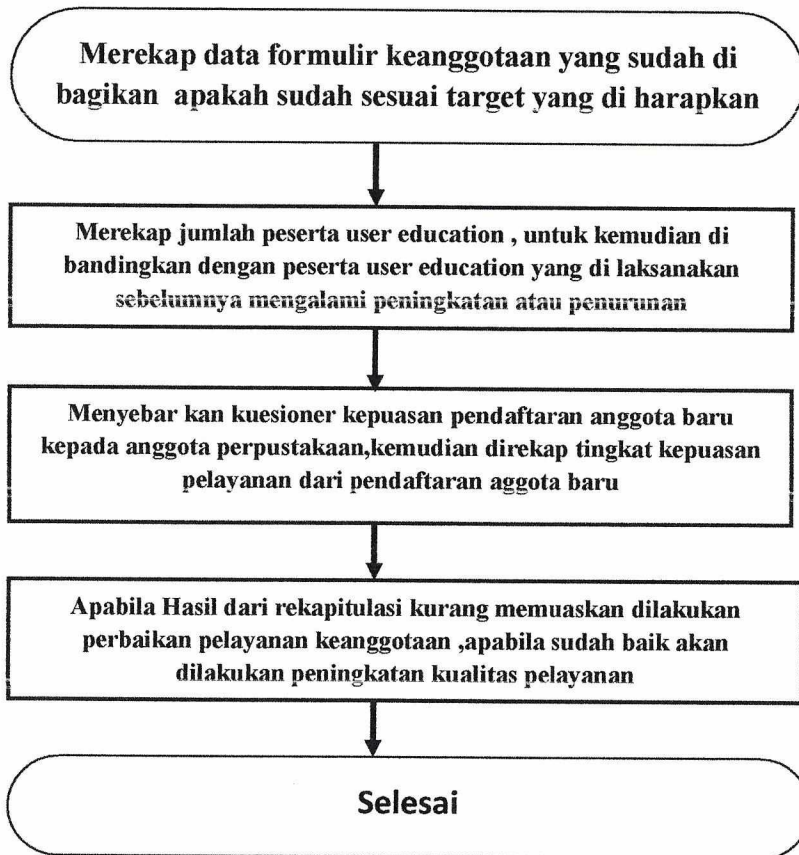 Merekap data formulir keanggotaan yang sudah di
bagikan apakah sudah sesuai target yang di harapkan
Merekap jumlah peserta user education , untuk kemudian di
bandingkan dengan peserta user education yang di laksanakan
sebelumnya mengalami peningkatan atau penurunan
Menyebar kan kuesioner kepuasan pendaftaran anggota baru
kepada anggota perpustakaan,kemudian direkap tingkat kepuasan
pelayanan dari pendaftaran aggota baru
Apabila Hasil dari rekapitulasi kurang memuaskan dilakukan
perbaikan pelayanan keanggotaan ,apabila sudah baik akan
dilakukan peningkatan kualitas pelayanan
Selesai